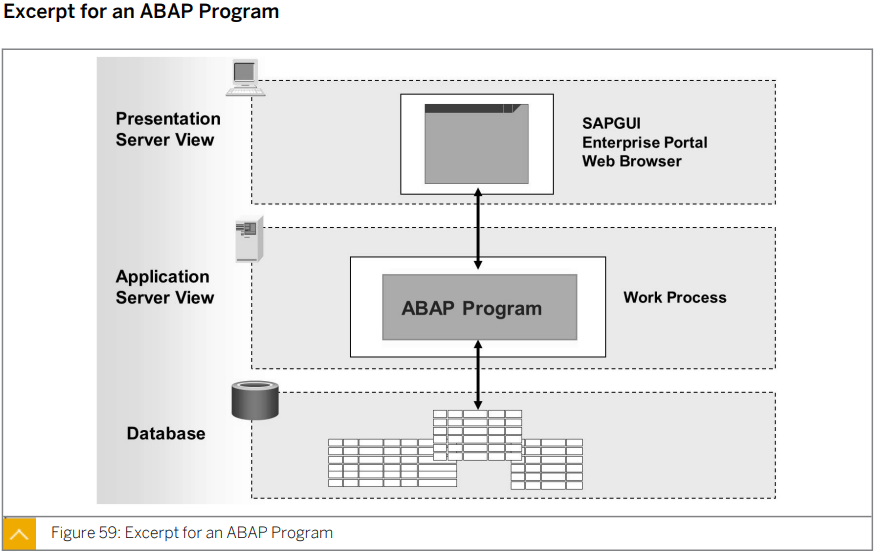 Excerpt for an ABAP Program
Presentation
Server View
SAPGUI
Enterprise Portal
Web Browser
Application
Server View
ABAP Program
Work Process
Database
Figure 59: Excerpt for an ABAP Program